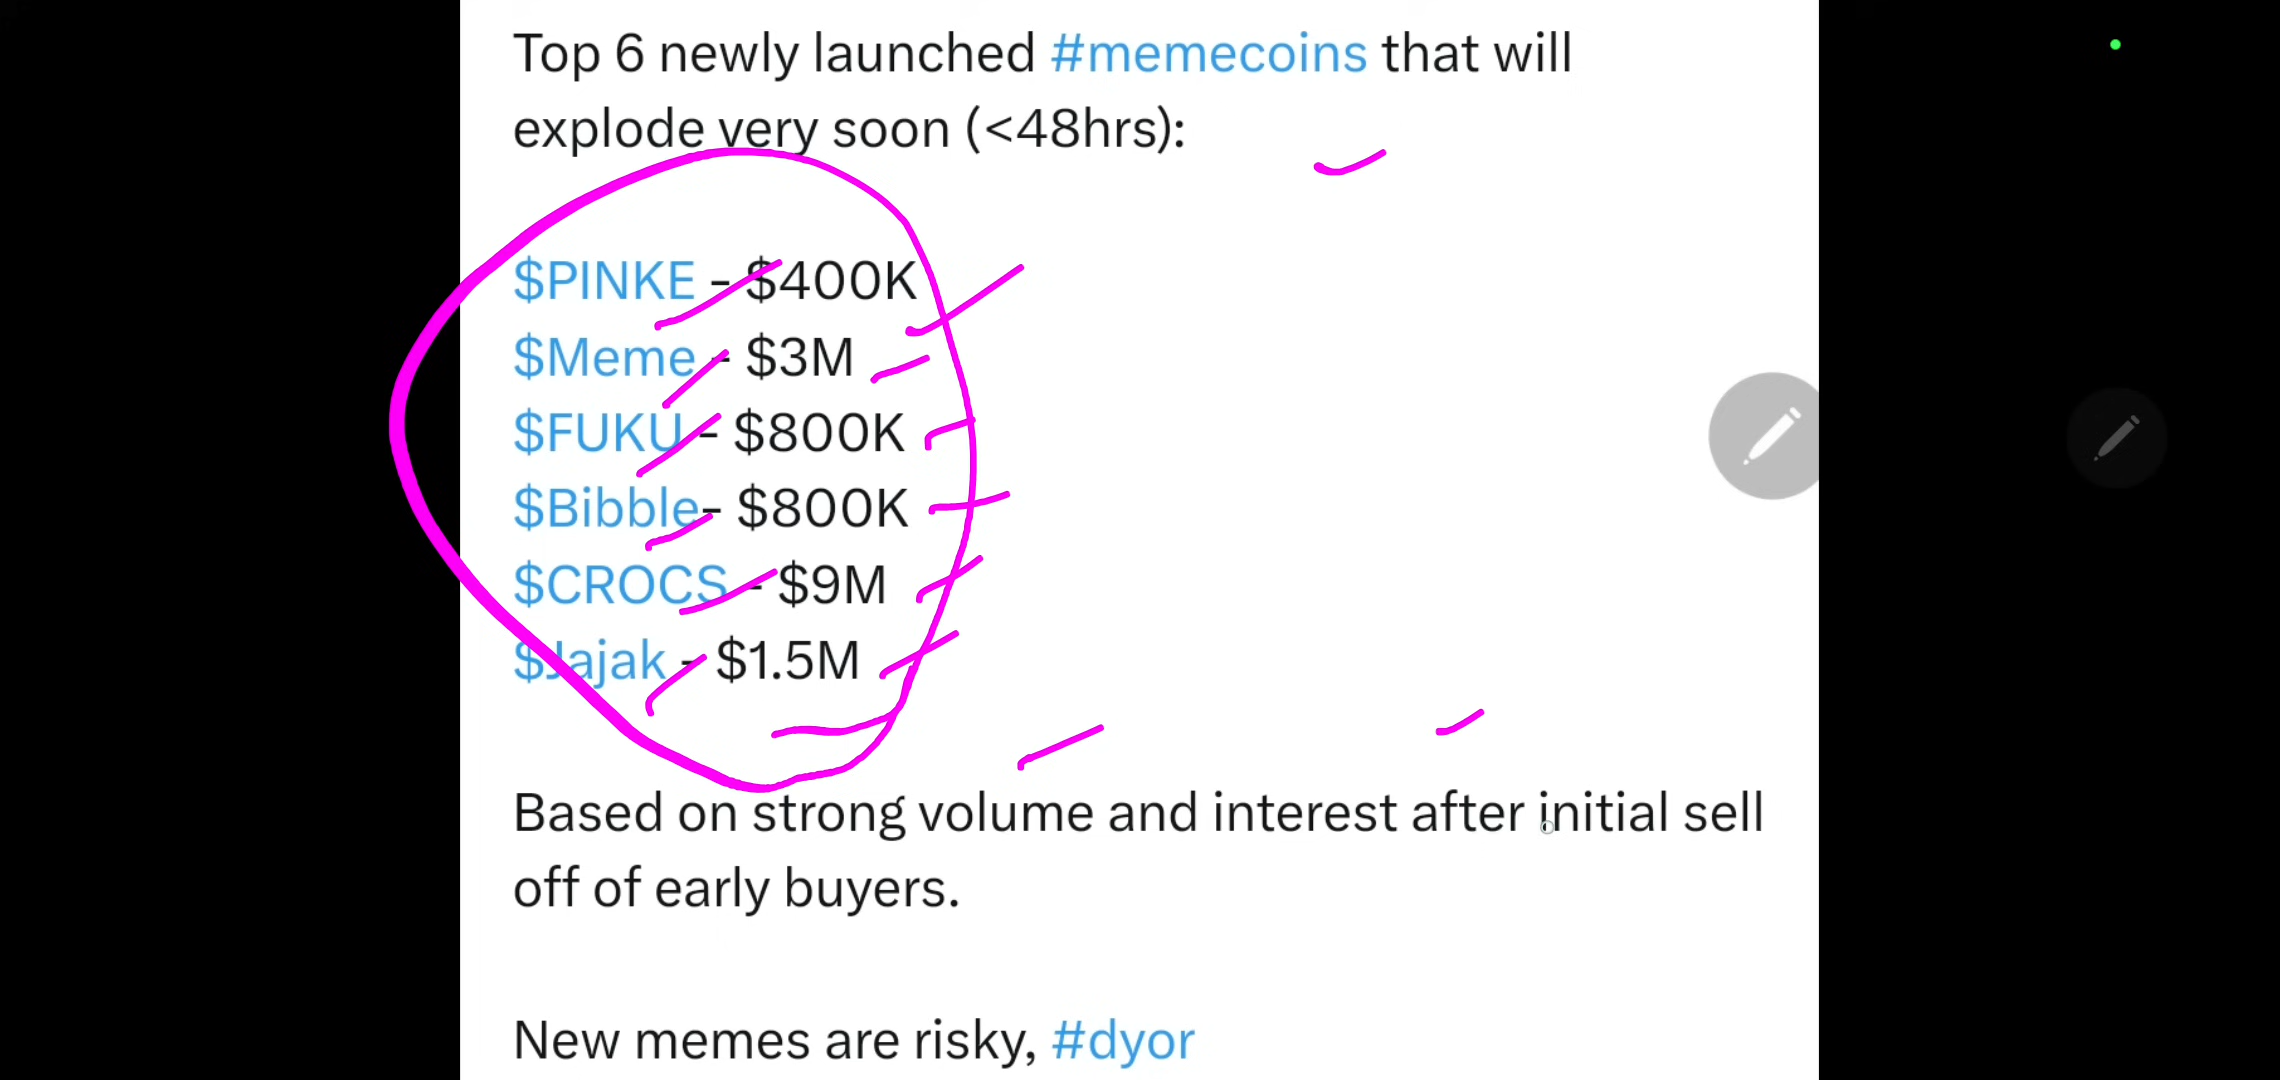 Top 6 newly launched #memecoins that will
explode very soon (<48hrs):
$PINKE - $400K
$Meme - $3M
$FUKU - $800K
$Bibble- $800K
$CROCS - $9M
$Jajak - $1.5M
Based on strong volume and interest after initial sell
off of early buyers.
New memes are risky, #dyor